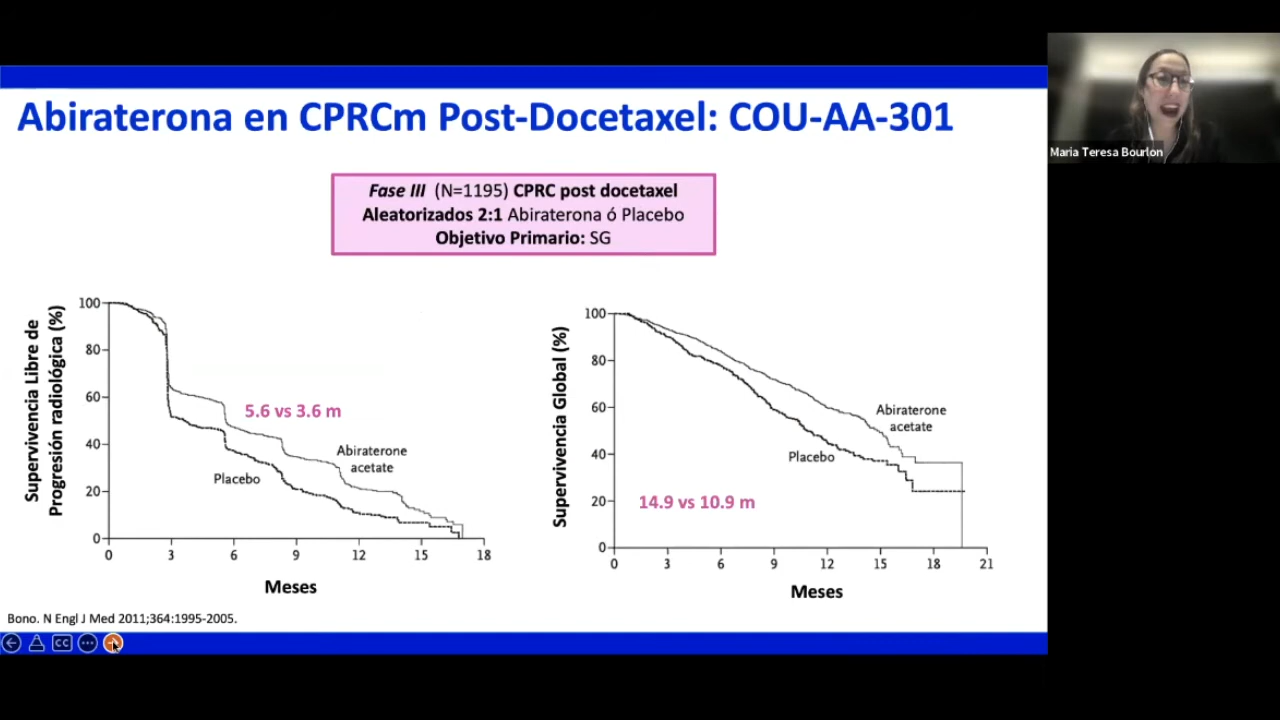 Abiraterona en CPRCm Post-Docetaxel: COU-AA-301
Maria Teresa Bourlon
Fase III (N=1195) CPRC post docetaxel
Aleatorizados 2:1 Abiraterona ó Placebo
Objetivo Primario: SG
Supervivencia Libre de
Progresión radiológica (%)
100
80
60
40
20
0
5.6 vs 3.6 m
Abiraterone
acetate
Placebo
0 3 6 9 12 15 18
Meses
Supervivencia Global (%)
100
80
60
40
20
0
Abiraterone
acetate
Placebo
14.9 vs 10.9 m
0 3 6 9 12 15 18 21
Meses
Bono. N Engl J Med 2011;364:1995-2005.
CC